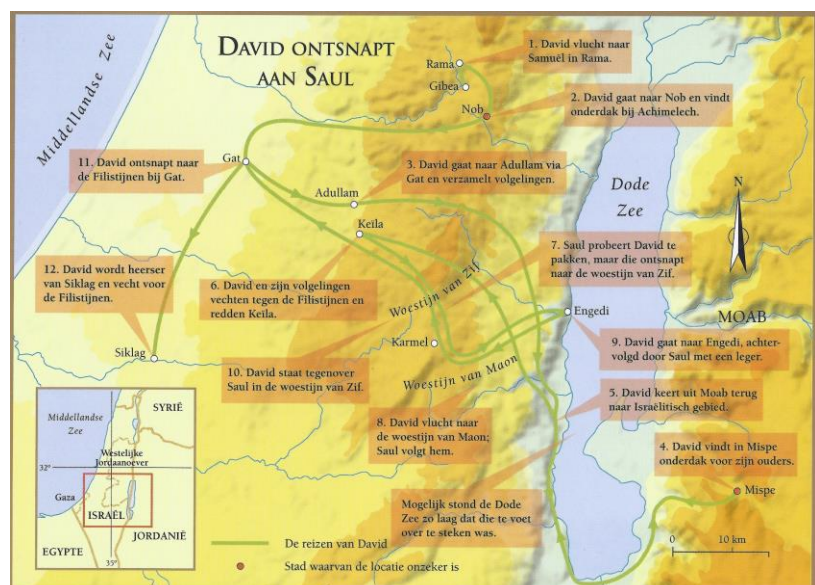 DAVID ONTSNAPT
AAN SAUL
Middellandse Zee
Rama
Gibea
Nob
1. David vlucht naar
Samuël in Rama.
2. David gaat naar Nob en vindt
onderdak bij Achimelech.
11. David ontsnapt naar
de Filistijnen bij Gat.
Gat
3. David gaat naar Adullam via
Gat en verzamelt volgelingen.
Adullam
Keïla
Dode
Zee
N
12. David wordt heerser
van Siklag en vecht voor
de Filistijnen.
6. David en zijn volgelingen
vechten tegen de Filistijnen en
redden Keïla.
7. Saul probeert David te
pakken, maar die ontsnapt
naar de woestijn van Zif.
Woestijn van Zif
Engedi
MOAB
Karmel
Siklag
10. David staat tegenover
Saul in de woestijn van Zif.
Woestijn van Maon
9. David gaat naar Engedi, achter-
volgd door Saul met een leger.
8. David vlucht naar
de woestijn van Maon;
Saul volgt hem.
5. David keert uit Moab terug
naar Israëlitisch gebied.
4. David vindt in Mispe
onderdak voor zijn ouders.
Mispe
Mogelijk stond de Dode
Zee zo laag dat die te voet
over te steken was.
Middellandse
Zee
SYRIË
Westelijke
Jordaanoever
32°
Gaza
ISRAËL
JORDANIË
EGYPTE
35°
De reizen van David
Stad waarvan de locatie onzeker is
0
10 km